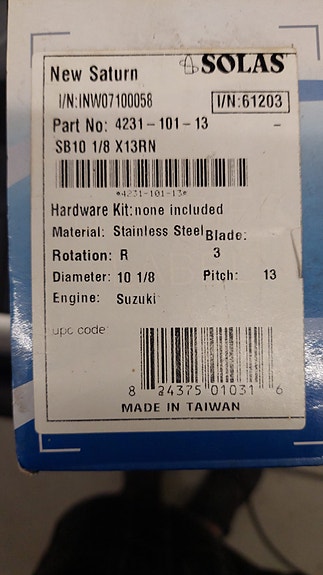 New Saturn
SOLAS
I/N:INW07100058
I/N:61203
Part No: 4231-101-13 -
SB10 1/8 X13RN
*4231-101-13*
Hardware Kit:none included
Material: Stainless Steel Blade:
Rotation: R 3
Diameter: 10 1/8 Pitch: 13
Engine: Suzuki
upc code:
8 24375 01031 6
MADE IN TAIWAN